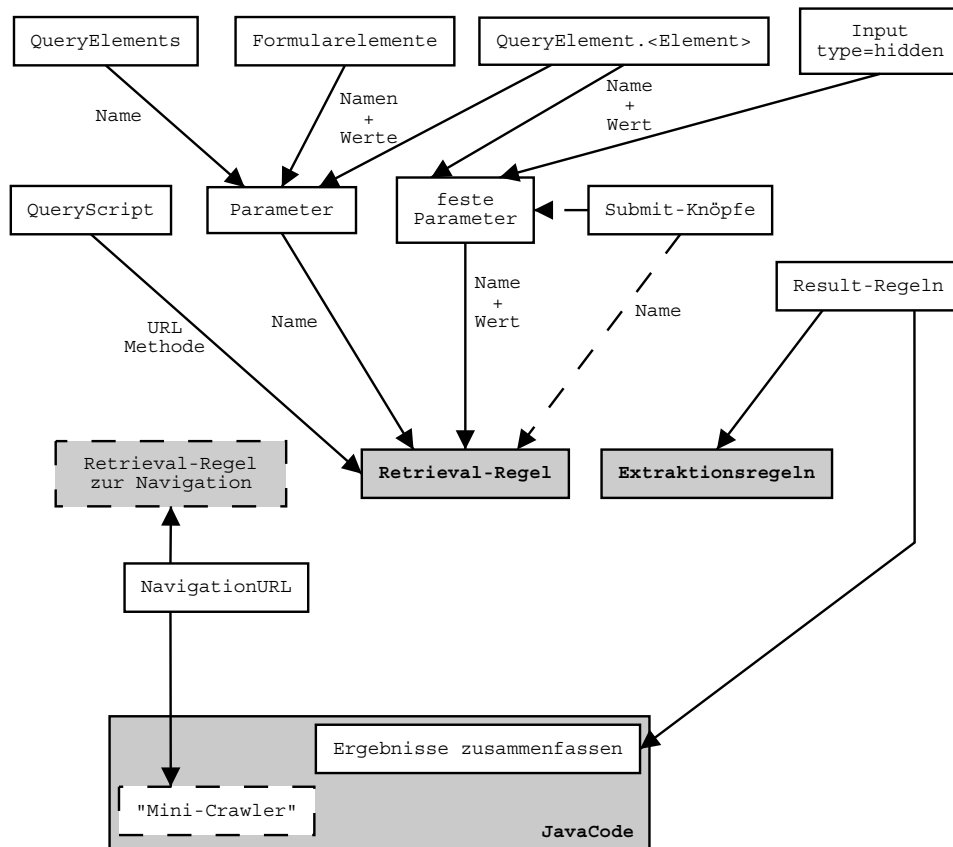 QueryElements
Formularelemente
QueryElement.<Element>
Input
type=hidden
Name
Namen
+
Werte
Name
+
Wert
QueryScript
Parameter
feste
Parameter
Submit-Knöpfe
Result-Regeln
URL
Methode
Name
Name
+
Wert
Name
Retrieval-Regel
zur Navigation
Retrieval-Regel
Extraktionsregeln
NavigationURL
Ergebnisse zusammenfassen
"Mini-Crawler"
JavaCode